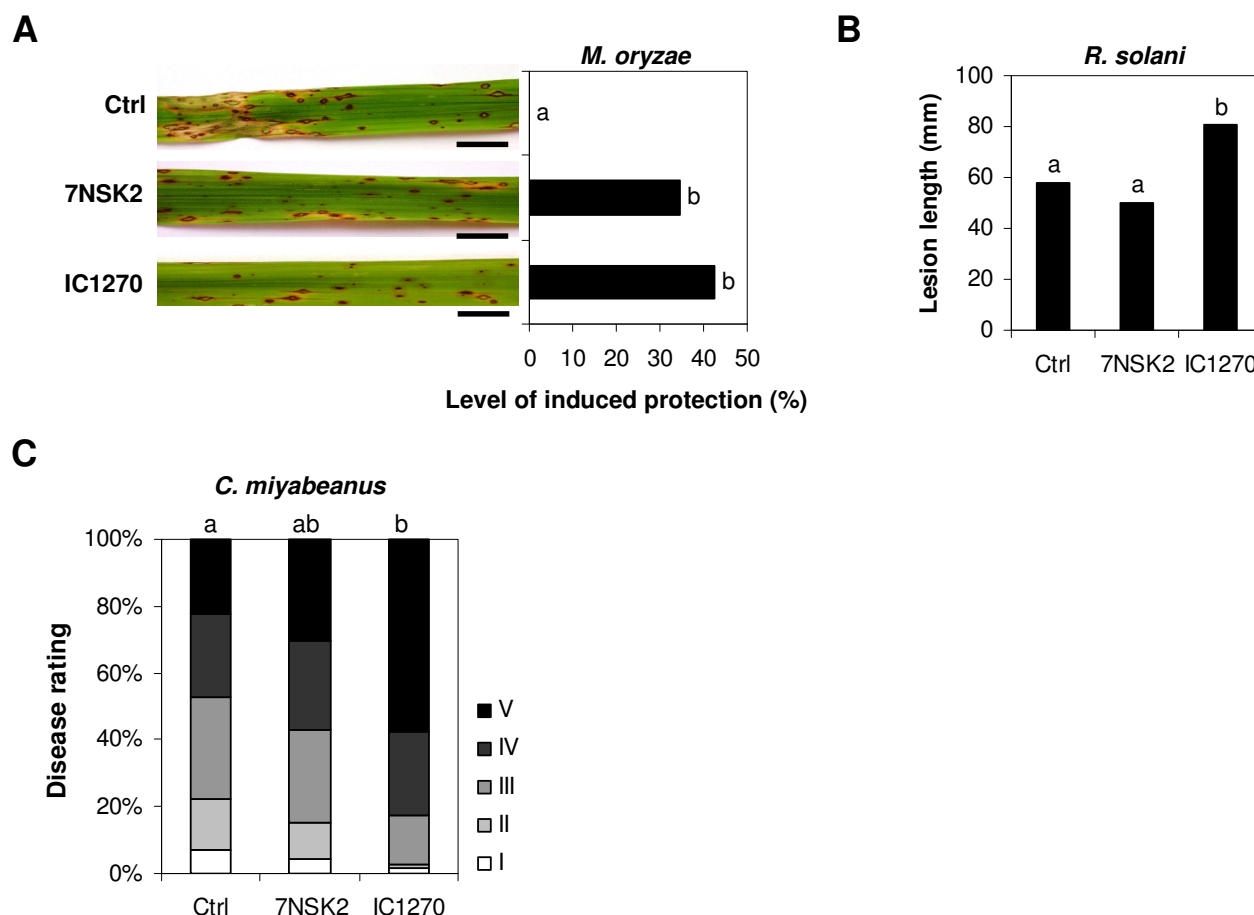 A
M. oryzae
Ctrl
a
7NSK2
b
IC1270
b
0 10 20 30 40 50
Level of induced protection (%)
B
R. solani
Lesion length (mm)
100
80
60
40
20
0
a
a
b
Ctrl 7NSK2 IC1270
C
C. miyabeanus
a ab b
Disease rating
100%
80%
60%
40%
20%
0%
V
IV
III
II
I
Ctrl 7NSK2 IC1270